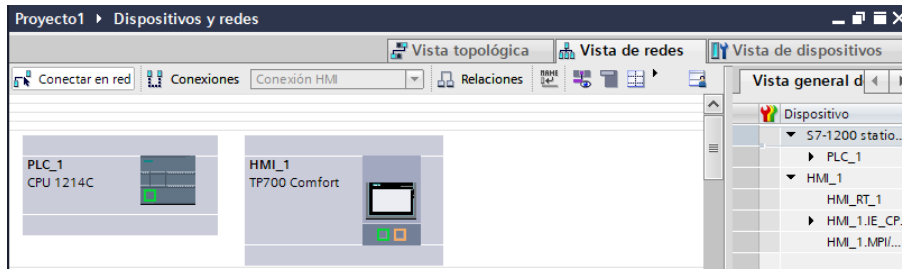 Proyecto1 ▸ Dispositivos y redes
Vista topológica Vista de redes Vista de dispositivos
Conectar en red Conexiones Conexión HMI Relaciones Vista general d
Dispositivo
S7-1200 statio...
PLC_1 HMI_1 PLC_1
CPU 1214C TP700 Comfort HMI_1
HMI_RT_1
HMI_1.IE_CP.
HMI_1.MPI/...